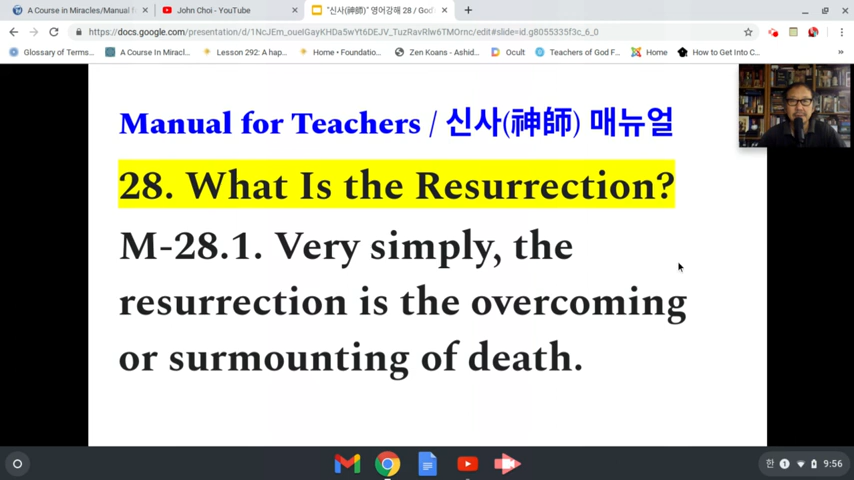 A Course in Miracles/Manual f
John Choi - YouTube
"신사(神師)" 영어강해 28 / God
https://docs.google.com/presentation/d/1NcJEm_oueIGayKHDa5wYt6DEJV_TuzRavRlw6TMOrnc/edit#slide=id.g8055335f3c_6_0
Glossary of Terms...
A Course In Miracl...
Lesson 292: A hap...
Home • Foundatio...
Zen Koans - Ashid...
Ocult
Teachers of God F...
Home
How to Get Into C...
Manual for Teachers / 신사(神師) 매뉴얼
28. What Is the Resurrection?
M-28.1. Very simply, the
resurrection is the overcoming
or surmounting of death.
한
1
9:56